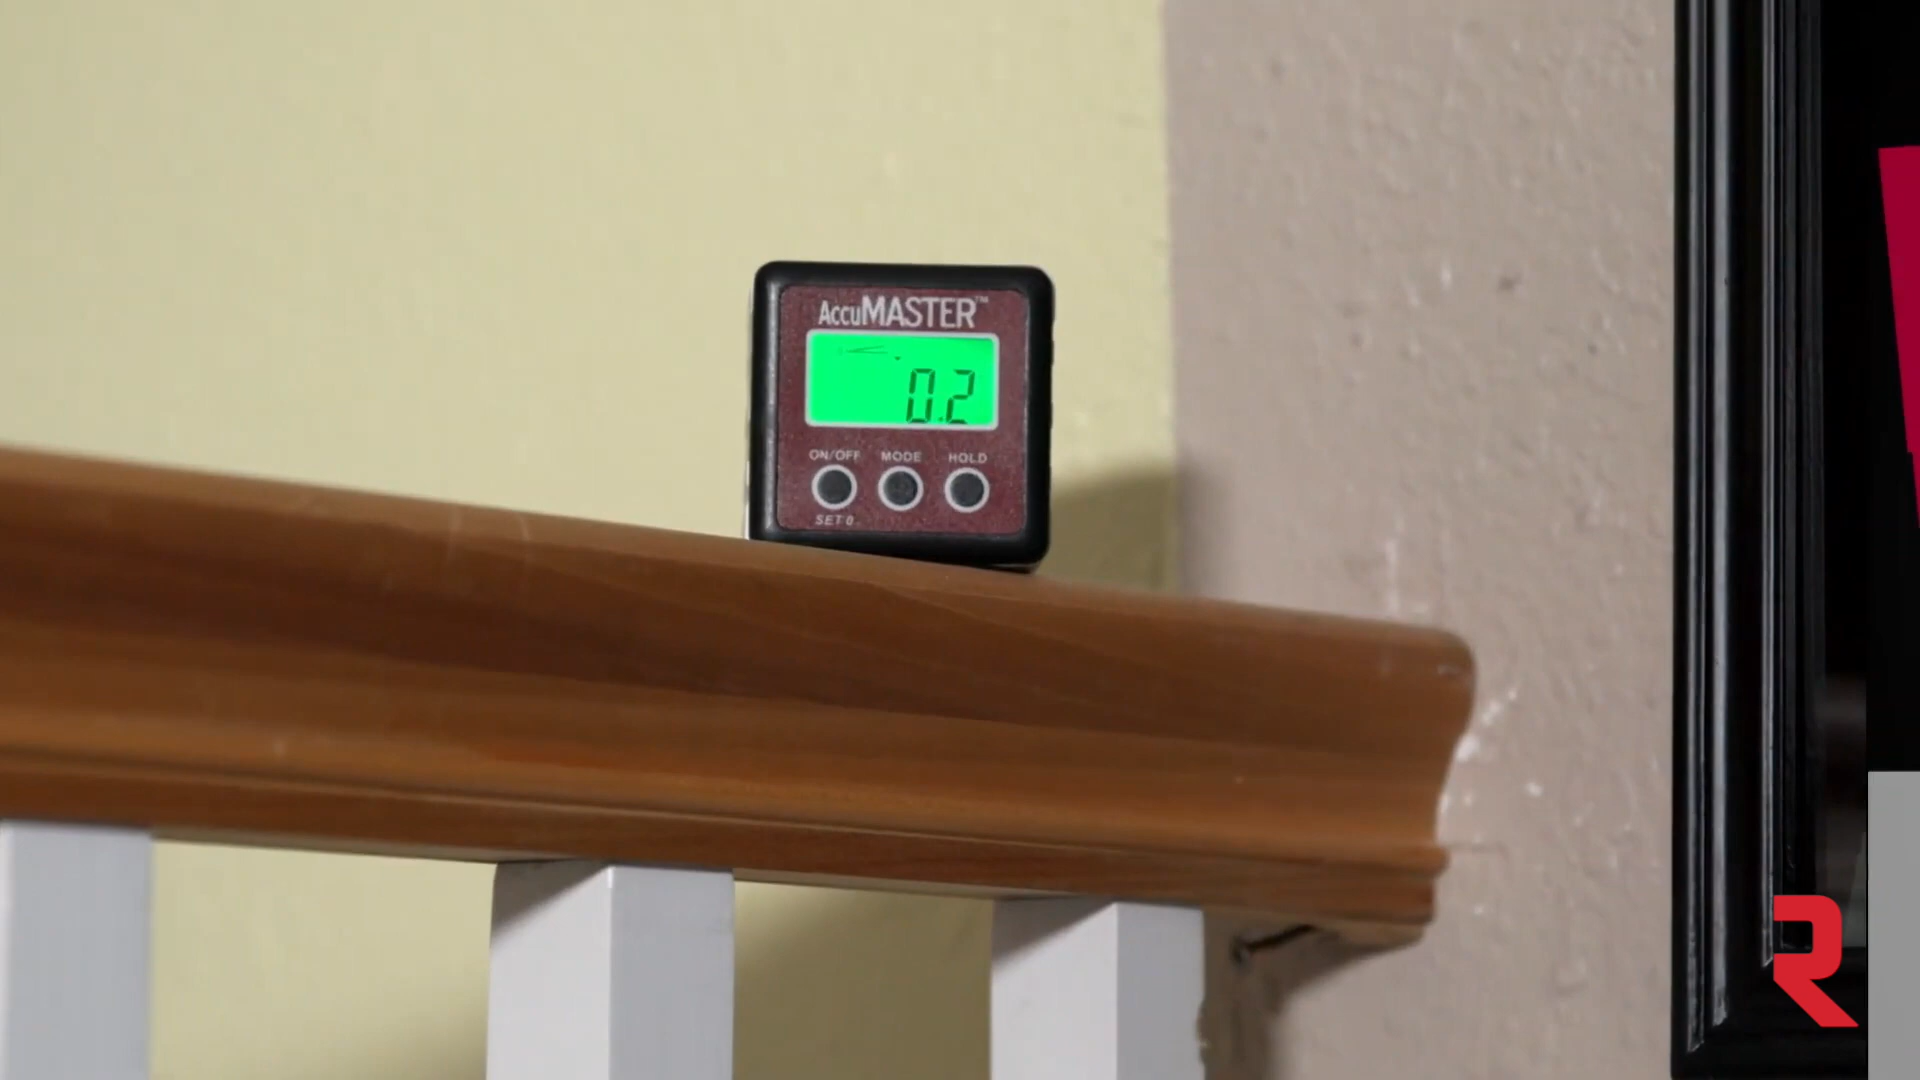 AccuMASTER™
0.2
ON/OFF MODE HOLD
SET 0
R